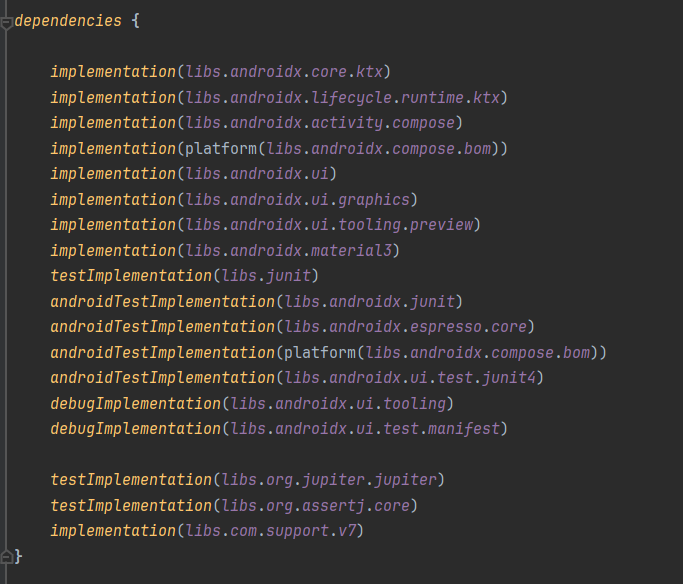 dependencies {
implementation(libs.androidx.core.ktx)
implementation(libs.androidx.lifecycle.runtime.ktx)
implementation(libs.androidx.activity.compose)
implementation(platform(libs.androidx.compose.bom))
implementation(libs.androidx.ui)
implementation(libs.androidx.ui.graphics)
implementation(libs.androidx.ui.tooling.preview)
implementation(libs.androidx.material3)
testImplementation(libs.junit)
androidTestImplementation(libs.androidx.junit)
androidTestImplementation(libs.androidx.espresso.core)
androidTestImplementation(platform(libs.androidx.compose.bom))
androidTestImplementation(libs.androidx.ui.test.junit4)
debugImplementation(libs.androidx.ui.tooling)
debugImplementation(libs.androidx.ui.test.manifest)
testImplementation(libs.org.jupiter.jupiter)
testImplementation(libs.org.assertj.core)
implementation(libs.com.support.v7)
}